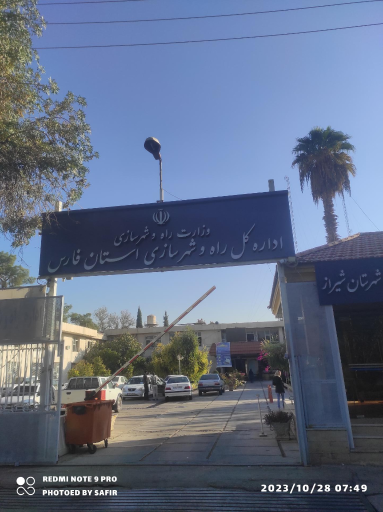 وزارت راه و شهرسازی
اداره کل راه و شهرسازی استان فارس
شهرستان شیراز
REDMI NOTE 9 PRO
PHOTOED BY SAFIR
2023/10/28 07:49